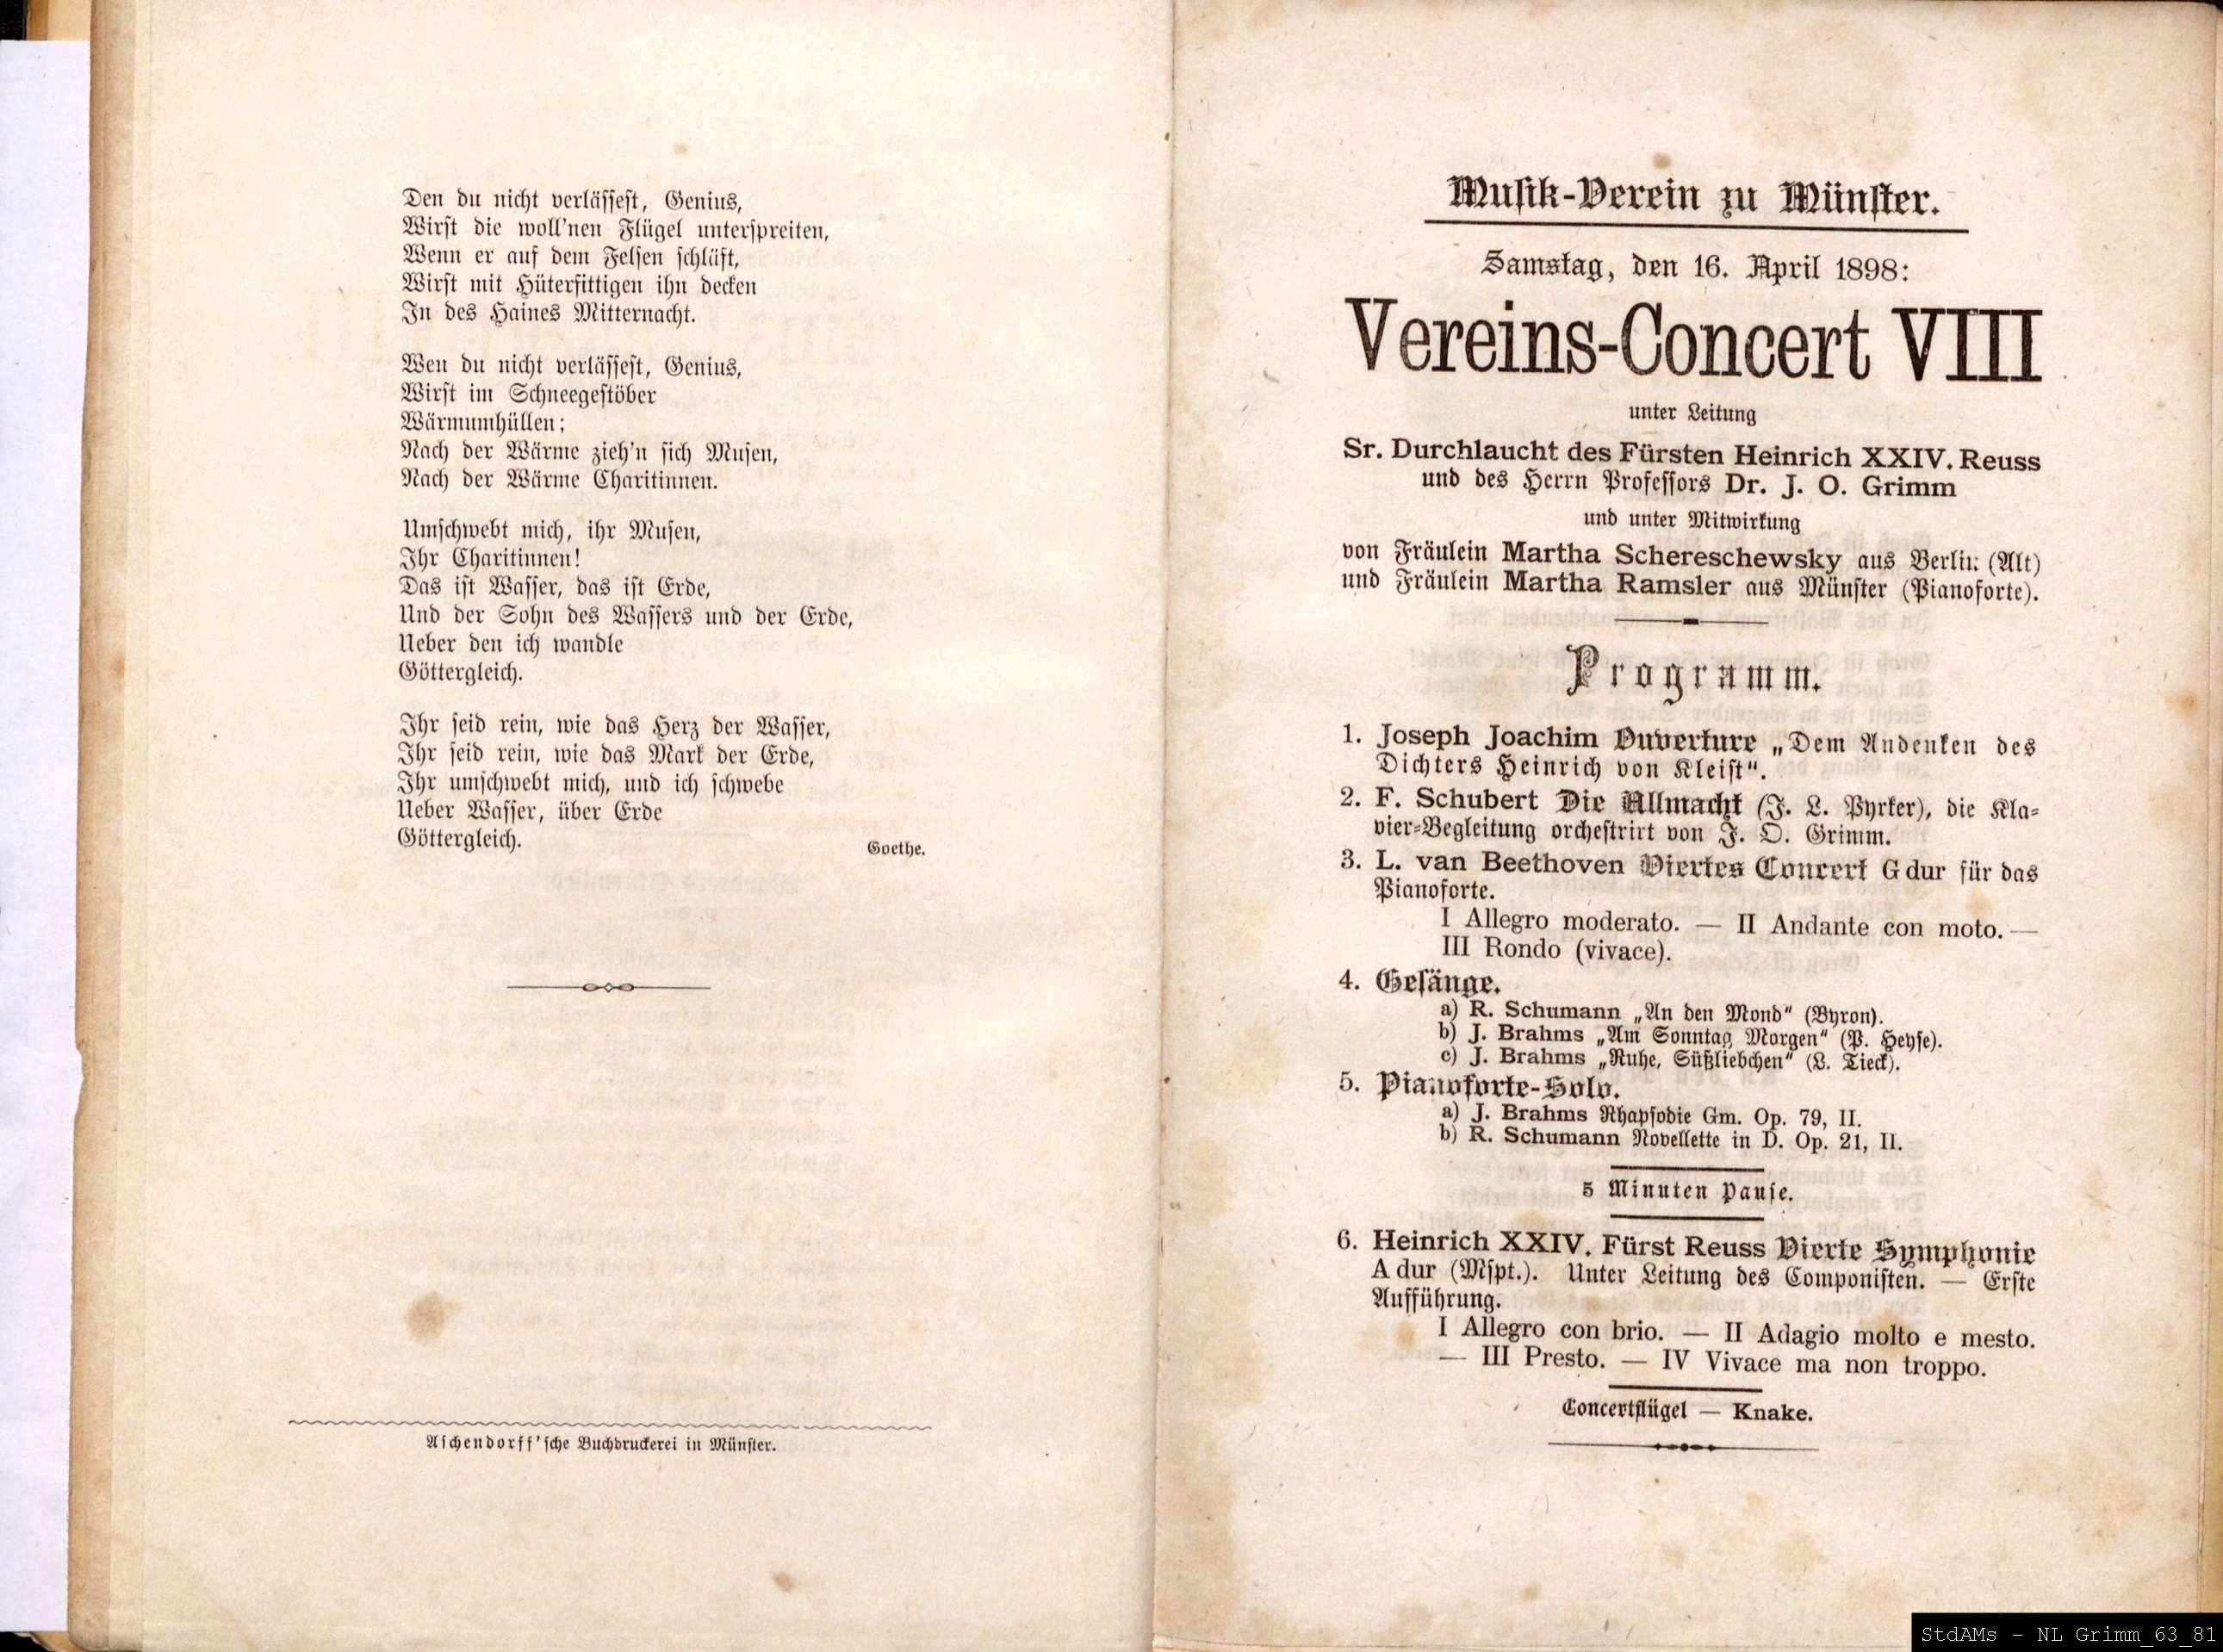 Den du nicht verlässest, Genius,
Wirst die woll'nen Flügel unterspreiten,
Wenn er auf dem Felsen schläft,
Wirst mit Hüterfittigen ihn decken
In des Haines Mitternacht.
Wen du nicht verlässest, Genius,
Wirst im Schneegestöber
Wärmumhüllen;
Nach der Wärme zieh'n sich Musen,
Nach der Wärme Charitinnen.
Umschwebt mich, ihr Musen,
Ihr Charitinnen!
Das ist Wasser, das ist Erde,
Und der Sohn des Wassers und der Erde,
Ueber den ich wandle
Göttergleich.
Ihr seid rein, wie das Herz der Wasser,
Ihr seid rein, wie das Mark der Erde,
Ihr umschwebt mich, und ich schwebe
Ueber Wasser, über Erde
Göttergleich.
Goethe.
Aschendorff'sche Buchdruckerei in Münster.
Musik-Verein zu Münster.
Samstag, den 16. April 1898:
Vereins-Concert VIII
unter Leitung
Sr. Durchlaucht des Fürsten Heinrich XXIV. Reuss
und des Herrn Professors Dr. J. O. Grimm
und unter Mitwirkung
von Fräulein Martha Schereschewsky aus Berlin (Alt)
und Fräulein Martha Ramsler aus Münster (Pianoforte).
Programm.
1. Joseph Joachim Ouverture „Dem Andenken des
Dichters Heinrich von Kleist".
2. F. Schubert Die Allmacht (J. L. Pyrker), die Kla-
vier-Begleitung orchestrirt von J. O. Grimm.
3. L. van Beethoven Viertes Concert G dur für das
Pianoforte.
I Allegro moderato. — II Andante con moto. —
III Rondo (vivace).
4. Gesänge.
a) R. Schumann „An den Mond" (Byron).
b) J. Brahms „Am Sonntag Morgen" (P. Heyse).
c) J. Brahms „Ruhe, Süßliebchen" (L. Tieck).
5. Pianoforte-Solo.
a) J. Brahms Rhapsodie Gm. Op. 79, II.
b) R. Schumann Novellette in D. Op. 21, II.
5 Minuten Pause.
6. Heinrich XXIV. Fürst Reuss Vierte Symphonie
A dur (Mspt.). Unter Leitung des Componisten. — Erste
Aufführung.
I Allegro con brio. — II Adagio molto e mesto.
— III Presto. — IV Vivace ma non troppo.
Concertflügel — Knake.
StdAMs - NL Grimm_63_81